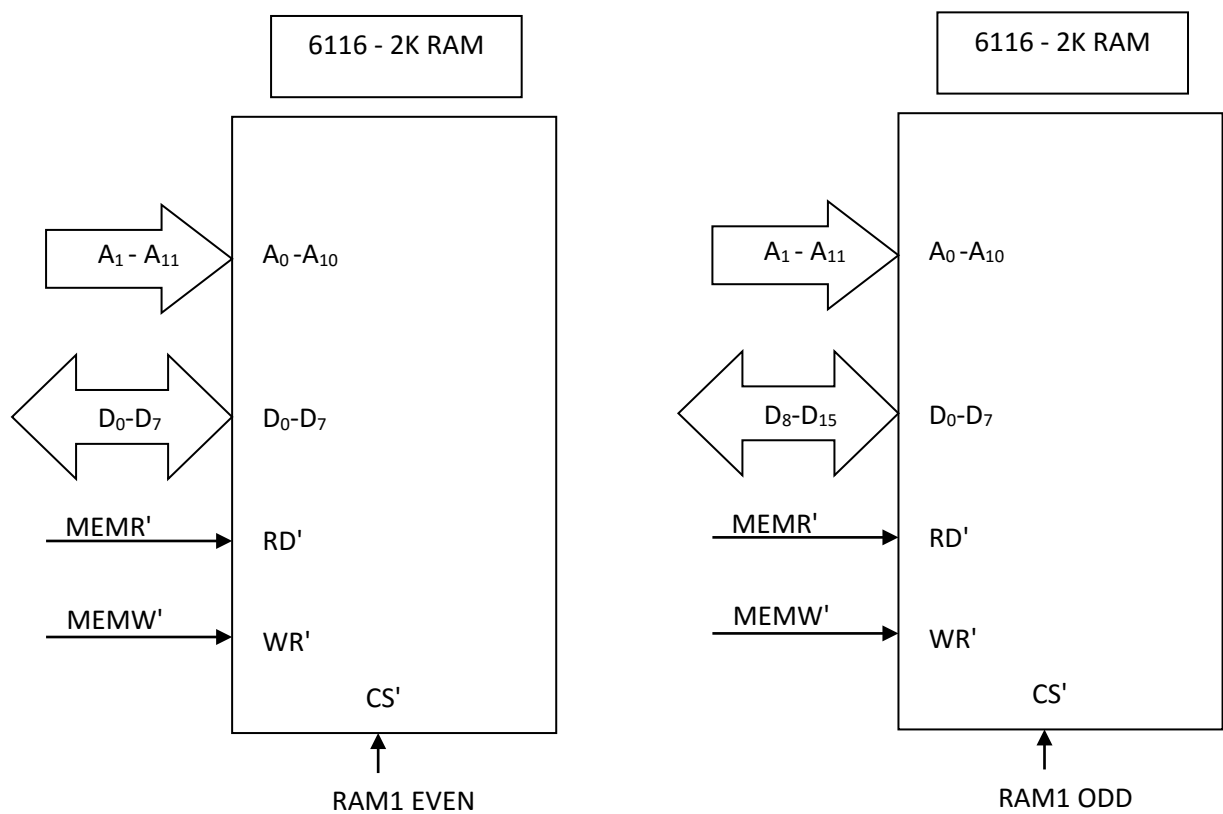 6116 - 2K RAM
A₁ - A₁₁
A₀ -A₁₀
D₀-D₇
D₀-D₇
MEMR'
RD'
MEMW'
WR'
CS'
RAM1 EVEN
6116 - 2K RAM
A₁ - A₁₁
A₀ -A₁₀
D₈-D₁₅
D₀-D₇
MEMR'
RD'
MEMW'
WR'
CS'
RAM1 ODD